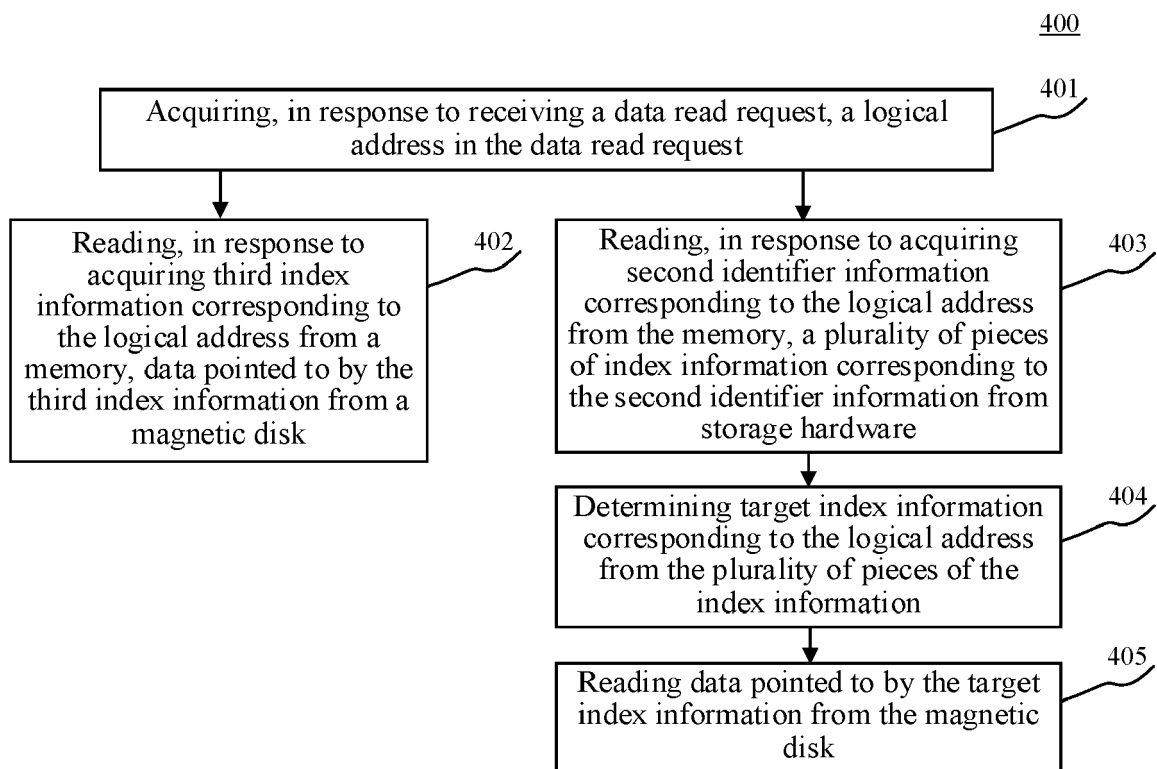 400
401
Acquiring, in response to receiving a data read request, a logical
address in the data read request
402
Reading, in response to
acquiring third index
information corresponding to
the logical address from a
memory, data pointed to by the
third index information from a
magnetic disk
403
Reading, in response to acquiring
second identifier information
corresponding to the logical address
from the memory, a plurality of pieces
of index information corresponding to
the second identifier information from
storage hardware
404
Determining target index information
corresponding to the logical address
from the plurality of pieces of the
index information
405
Reading data pointed to by the target
index information from the magnetic
disk